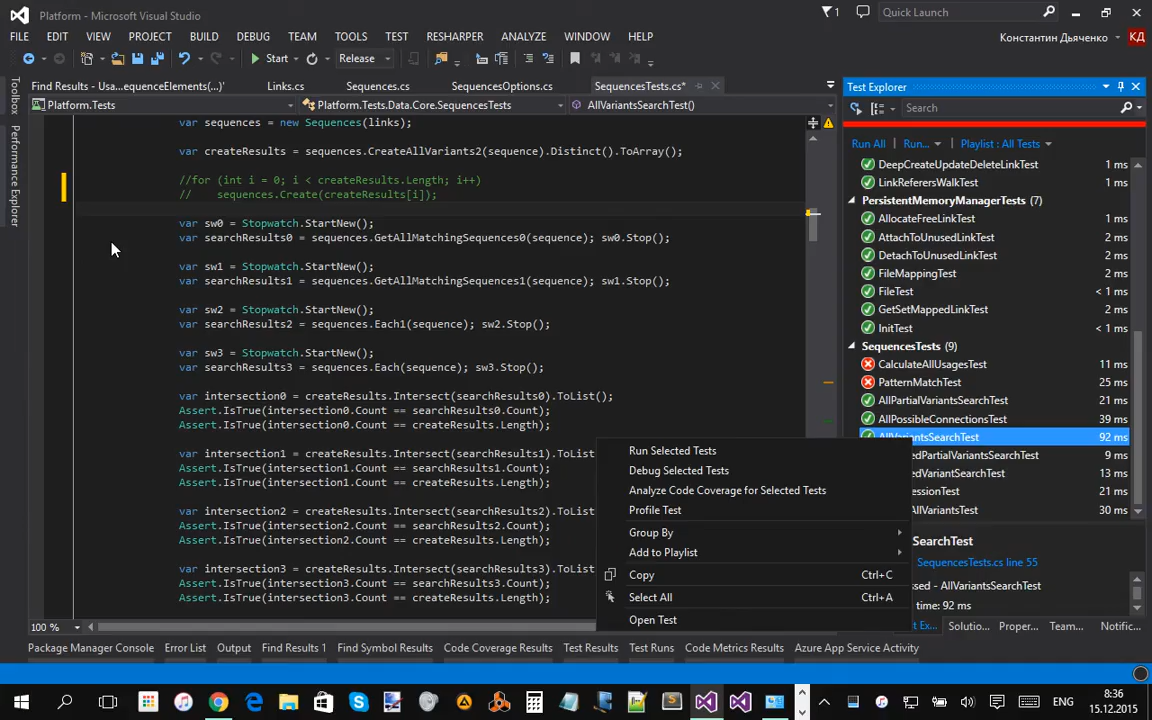 Platform - Microsoft Visual Studio
1
Quick Launch
FILE EDIT VIEW PROJECT BUILD DEBUG TEAM TOOLS TEST RESHARPER ANALYZE WINDOW HELP
Константин Дьяченко КД
Start Release
Toolbox
Performance Explorer
Find Results - Usa...equenceElements(...)' Links.cs Sequences.cs SequencesOptions.cs SequencesTests.cs*
Platform.Tests Platform.Tests.Data.Core.SequencesTests AllVariantsSearchTest()
var sequences = new Sequences(links);
var createResults = sequences.CreateAllVariants2(sequence).Distinct().ToArray();
//for (int i = 0; i < createResults.Length; i++)
//    sequences.Create(createResults[i]);
var sw0 = Stopwatch.StartNew();
var searchResults0 = sequences.GetAllMatchingSequences0(sequence); sw0.Stop();
var sw1 = Stopwatch.StartNew();
var searchResults1 = sequences.GetAllMatchingSequences1(sequence); sw1.Stop();
var sw2 = Stopwatch.StartNew();
var searchResults2 = sequences.Each1(sequence); sw2.Stop();
var sw3 = Stopwatch.StartNew();
var searchResults3 = sequences.Each(sequence); sw3.Stop();
var intersection0 = createResults.Intersect(searchResults0).ToList();
Assert.IsTrue(intersection0.Count == searchResults0.Count);
Assert.IsTrue(intersection0.Count == createResults.Length);
var intersection1 = createResults.Intersect(searchResults1).ToList
Assert.IsTrue(intersection1.Count == searchResults1.Count);
Assert.IsTrue(intersection1.Count == createResults.Length);
var intersection2 = createResults.Intersect(searchResults2).ToList
Assert.IsTrue(intersection2.Count == searchResults2.Count);
Assert.IsTrue(intersection2.Count == createResults.Length);
var intersection3 = createResults.Intersect(searchResults3).ToList
Assert.IsTrue(intersection3.Count == searchResults3.Count);
Assert.IsTrue(intersection3.Count == createResults.Length);
100 %
Run Selected Tests
Debug Selected Tests
Analyze Code Coverage for Selected Tests
Profile Test
Group By
Add to Playlist
Copy Ctrl+C
Select All Ctrl+A
Open Test
Test Explorer
Search
Run All Run... Playlist : All Tests
DeepCreateUpdateDeleteLinkTest 1 ms
LinkReferersWalkTest 1 ms
PersistentMemoryManagerTests (7)
AllocateFreeLinkTest 1 ms
AttachToUnusedLinkTest 2 ms
DetachToUnusedLinkTest 2 ms
FileMappingTest 2 ms
FileTest < 1 ms
GetSetMappedLinkTest 2 ms
InitTest < 1 ms
SequencesTests (9)
CalculateAllUsagesTest 11 ms
PatternMatchTest 25 ms
AllPartialVariantsSearchTest 21 ms
AllPossibleConnectionsTest 39 ms
AllVariantsSearchTest 92 ms
edPartialVariantsSearchTest 9 ms
edVariantSearchTest 13 ms
essionTest 21 ms
AllVariantsTest 30 ms
SearchTest
SequencesTests.cs line 55
ssed - AllVariantsSearchTest
time: 92 ms
t Ex... Solutio... Proper... Team... Notific...
Package Manager Console Error List Output Find Results 1 Find Symbol Results Code Coverage Results Test Results Test Runs Code Metrics Results Azure App Service Activity
ENG
8:36
15.12.2015